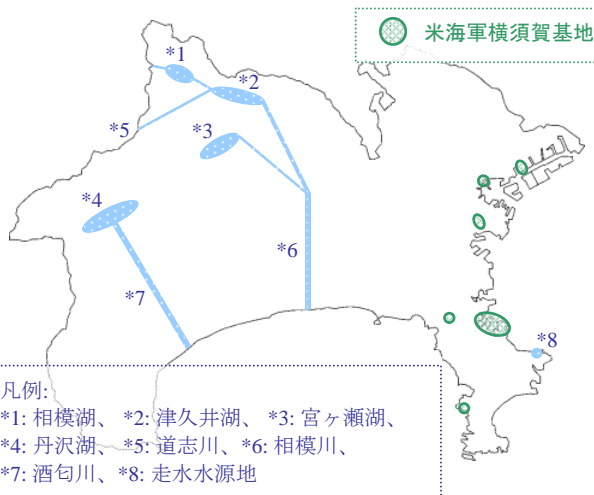 米海軍横須賀基地
*1
*2
*5
*3
*4
*6
*7
*8
凡例:
*1: 相模湖、 *2: 津久井湖、 *3: 宮ヶ瀬湖、
*4: 丹沢湖、 *5: 道志川、 *6: 相模川、
*7: 酒匂川、 *8: 走水水源地